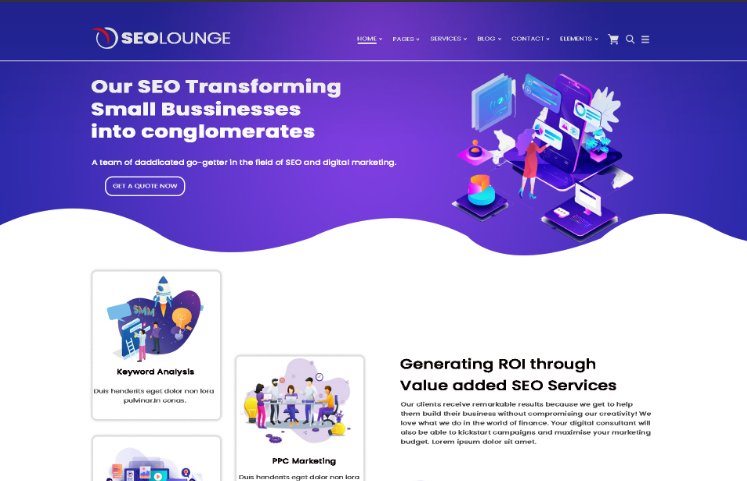 SEOLOUNGE
HOME
PAGES
SERVICES
BLOG
CONTACT
ELEMENTS
Our SEO Transforming
Small Bussinesses
into conglomerates
A team of daddicated go-getter in the field of SEO and digital marketing.
GET A QUOTE NOW
SMM
Keyword Analysis
Duis henderits eget dolor non lora
pulvinar.In conas.
Generating ROI through
Value added SEO Services
Our clients receive remarkable results because we get to help
them build their business without compromising our creativity! We
love what we do in the world of finance. Your digital consultant will
also be able to kickstart campaigns and maximise your marketing
budget. Lorem ipsum dolor sit amet.
PPC Marketing
Duis henderits eget dolor non lora